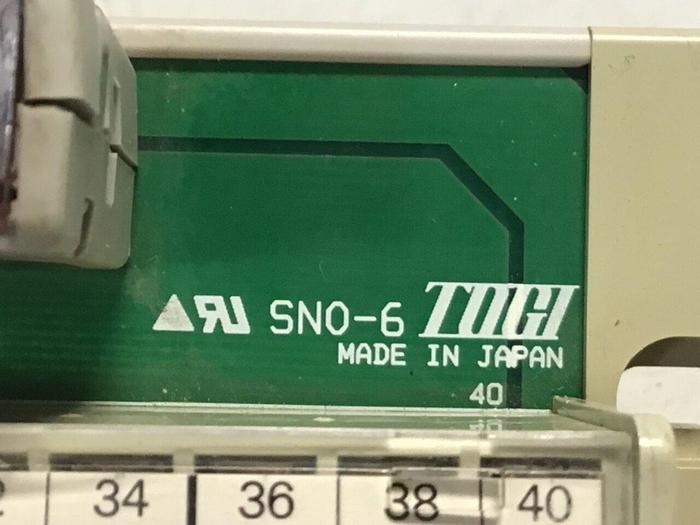 SNO-6 TOGI
MADE IN JAPAN
40
34 36 38 40